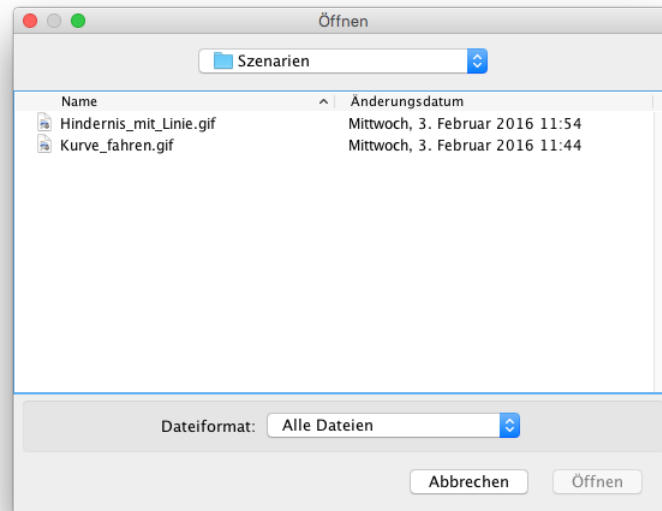 Öffnen
Szenarien
Name Änderungsdatum
Hindernis_mit_Linie.gif Mittwoch, 3. Februar 2016 11:54
Kurve_fahren.gif Mittwoch, 3. Februar 2016 11:44
Dateiformat: Alle Dateien
Abbrechen Öffnen